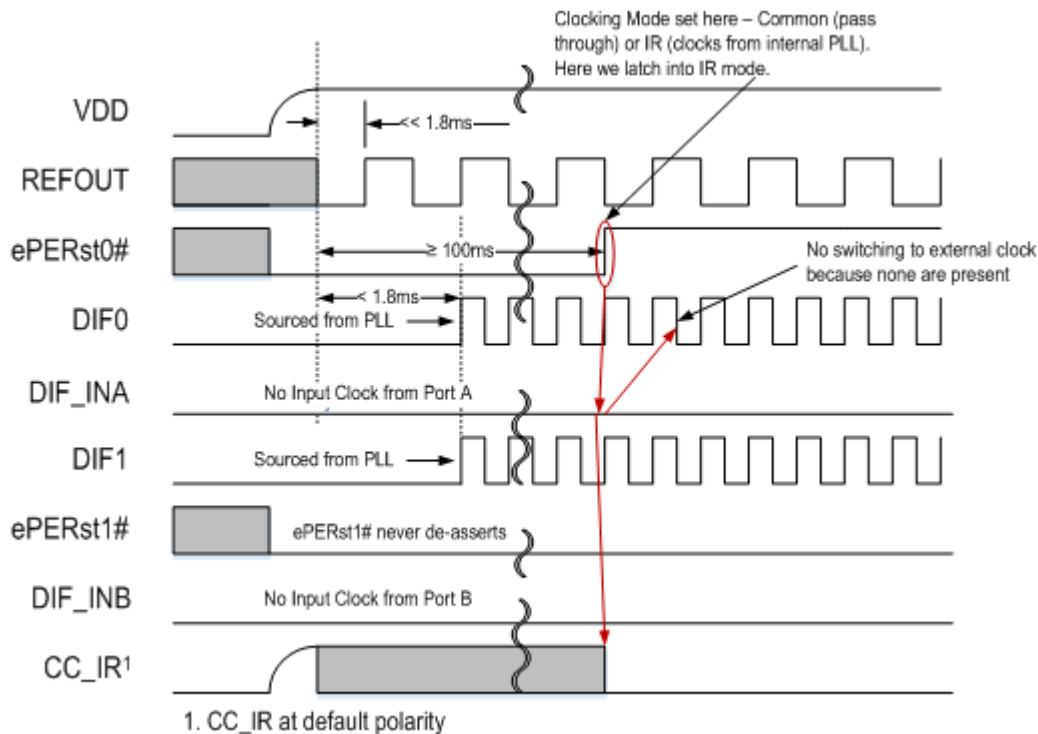 Clocking Mode set here – Common (pass
through) or IR (clocks from internal PLL).
Here we latch into IR mode.
VDD
<< 1.8ms
REFOUT
ePERst0#
≥ 100ms
No switching to external clock
because none are present
< 1.8ms
DIF0
Sourced from PLL
DIF_INA
No Input Clock from Port A
DIF1
Sourced from PLL
ePERst1#
ePERst1# never de-asserts
DIF_INB
No Input Clock from Port B
CC_IR¹
1. CC_IR at default polarity